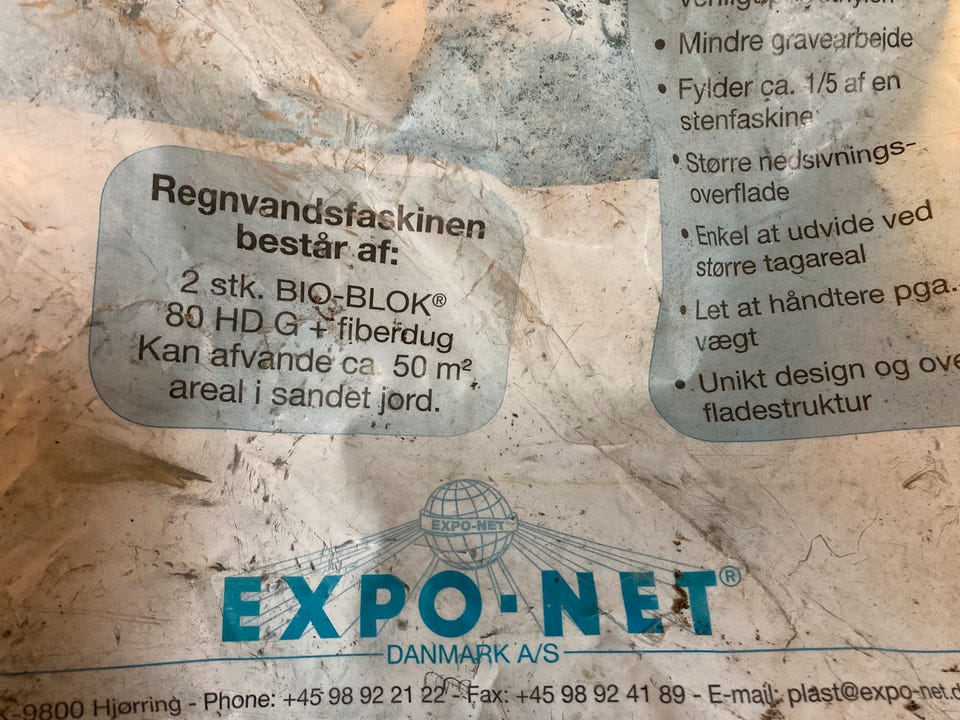 Regnvandsfaskinen
består af:
2 stk. BIO-BLOK®
80 HD G + fiberdug
Kan afvande ca. 50 m²
areal i sandet jord.
• Mindre gravearbejde
• Fylder ca. 1/5 af en
stenfaskine
• Større nedsivnings-
overflade
• Enkel at udvide ved
større tagareal
• Let at håndtere pga.
vægt
• Unikt design og ove
fladestruktur
EXPO-NET
EXPO·NET®
DANMARK A/S
-9800 Hjørring - Phone: +45 98 92 21 22 - Fax: +45 98 92 41 89 - E-mail: plast@expo-net.d